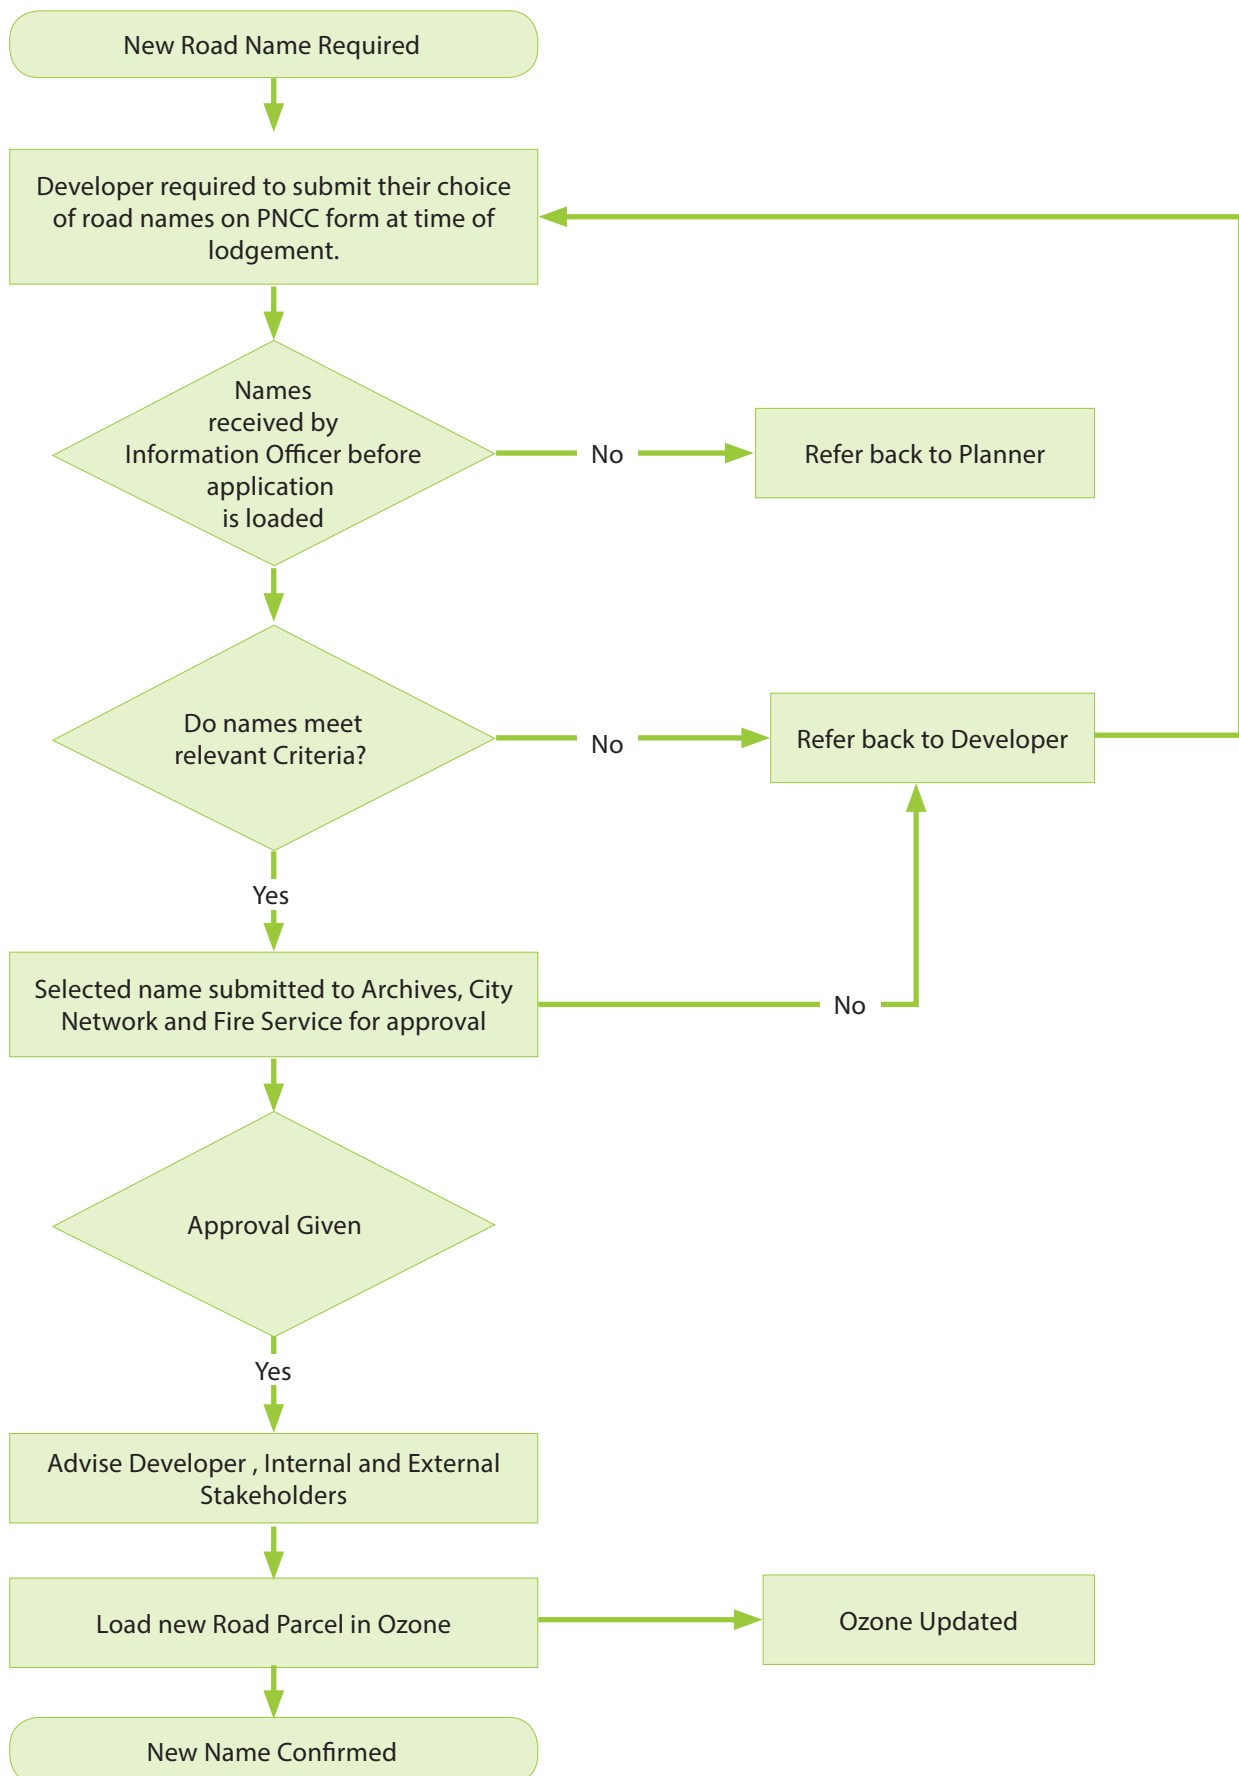 New Road Name Required
Developer required to submit their choice
of road names on PNCC form at time of
lodgement.
Names
received by
Information Officer before
application
is loaded
No
Refer back to Planner
Do names meet
relevant Criteria?
No
Refer back to Developer
Yes
Selected name submitted to Archives, City
Network and Fire Service for approval
No
Approval Given
Yes
Advise Developer , Internal and External
Stakeholders
Load new Road Parcel in Ozone
Ozone Updated
New Name Confirmed